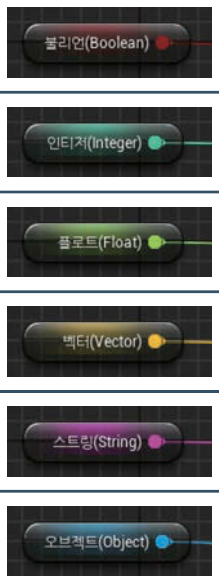 불리언(Boolean)
인티저(Integer)
플로트(Float)
벡터(Vector)
스트링(String)
오브젝트(Object)